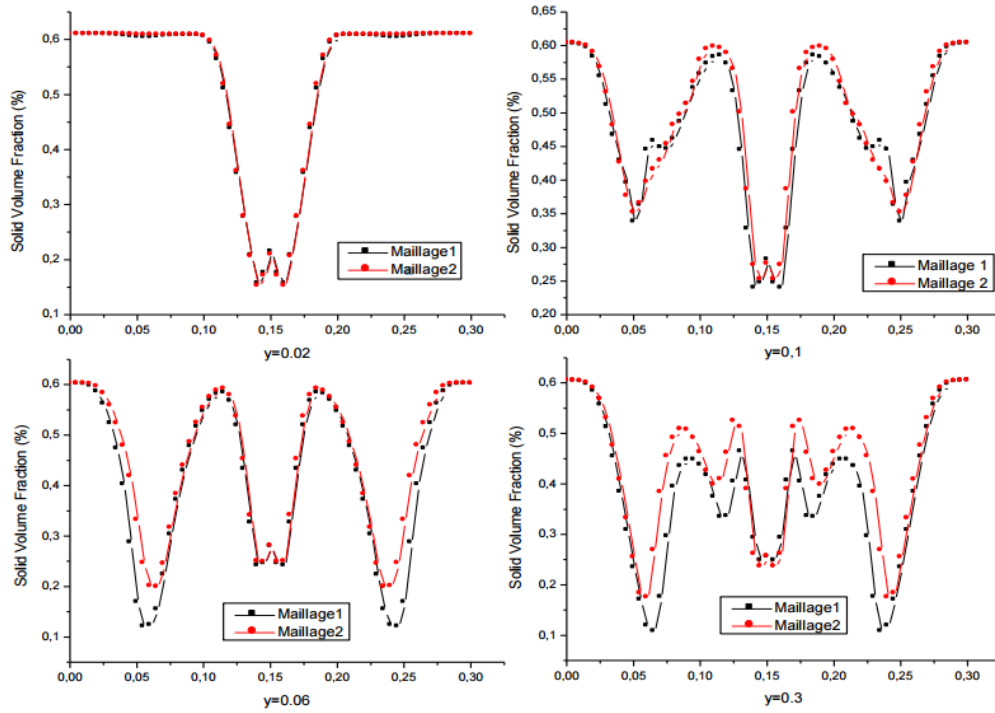 Solid Volume Fraction (%)
0,6
0,5
0,4
0,3
0,2
0,1
Maillage1
Maillage2
0,00 0,05 0,10 0,15 0,20 0,25 0,30
y=0.02
Solid Volume Fraction (%)
0,65
0,60
0,55
0,50
0,45
0,40
0,35
0,30
0,25
0,20
Maillage 1
Maillage 2
0,00 0,05 0,10 0,15 0,20 0,25 0,30
y=0,1
Solid Volume Fraction (%)
0,6
0,5
0,4
0,3
0,2
0,1
Maillage1
Maillage2
0,00 0,05 0,10 0,15 0,20 0,25 0,30
y=0.06
Solid Volume Fraction (%)
0,6
0,5
0,4
0,3
0,2
0,1
Maillage1
Maillage2
0,00 0,05 0,10 0,15 0,20 0,25 0,30
y=0.3